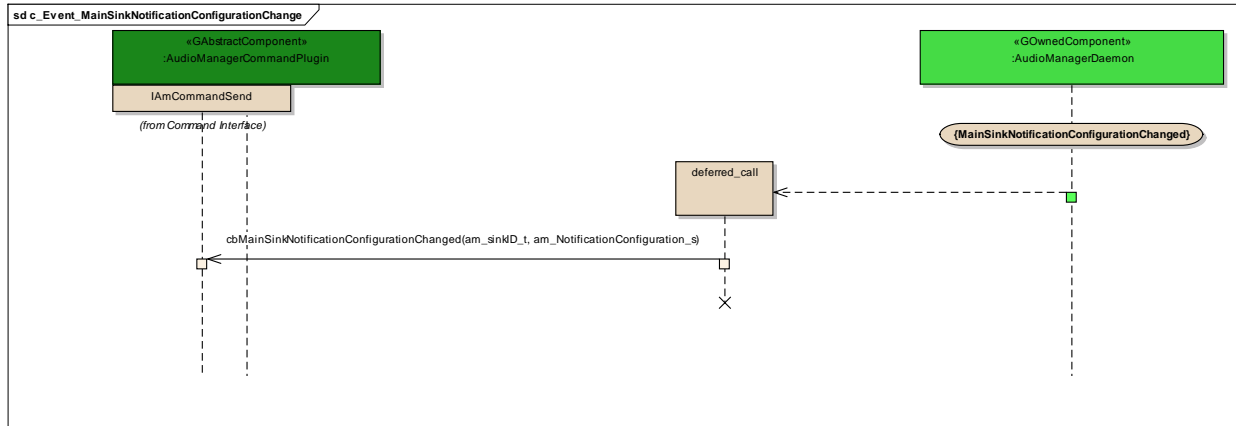 sd c_Event_MainSinkNotificationConfigurationChange
«GAbstractComponent»
:AudioManagerCommandPlugin
«GOwnedComponent»
:AudioManagerDaemon
IAmCommandSend
(from Command Interface)
{MainSinkNotificationConfigurationChanged}
deferred_call
cbMainSinkNotificationConfigurationChanged(am_sinkID_t, am_NotificationConfiguration_s)